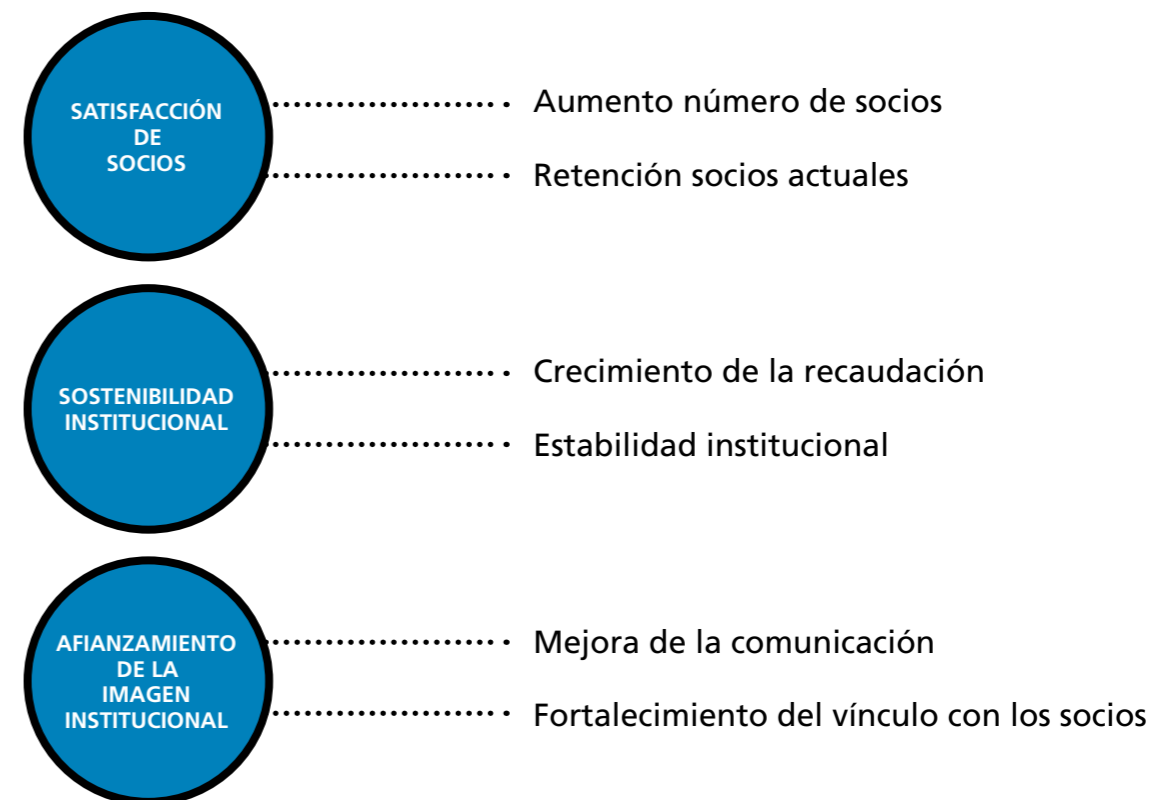 SATISFACCIÓN
DE
SOCIOS
Aumento número de socios
Retención socios actuales
SOSTENIBILIDAD
INSTITUCIONAL
Crecimiento de la recaudación
Estabilidad institucional
AFIANZAMIENTO
DE LA
IMAGEN
INSTITUCIONAL
Mejora de la comunicación
Fortalecimiento del vínculo con los socios